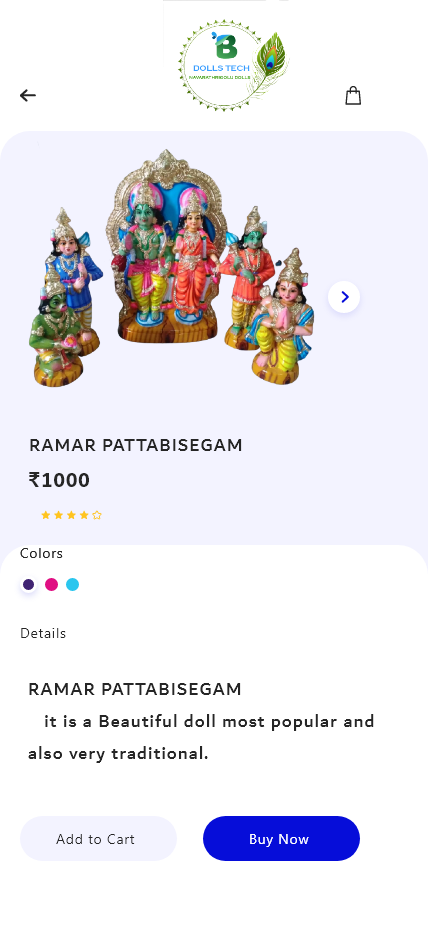 B
DOLLS TECH
NAVARATHRIGOLU DOLLS
RAMAR PATTABISEGAM
₹1000
Colors
Details
RAMAR PATTABISEGAM
it is a Beautiful doll most popular and
also very traditional.
Add to Cart
Buy Now